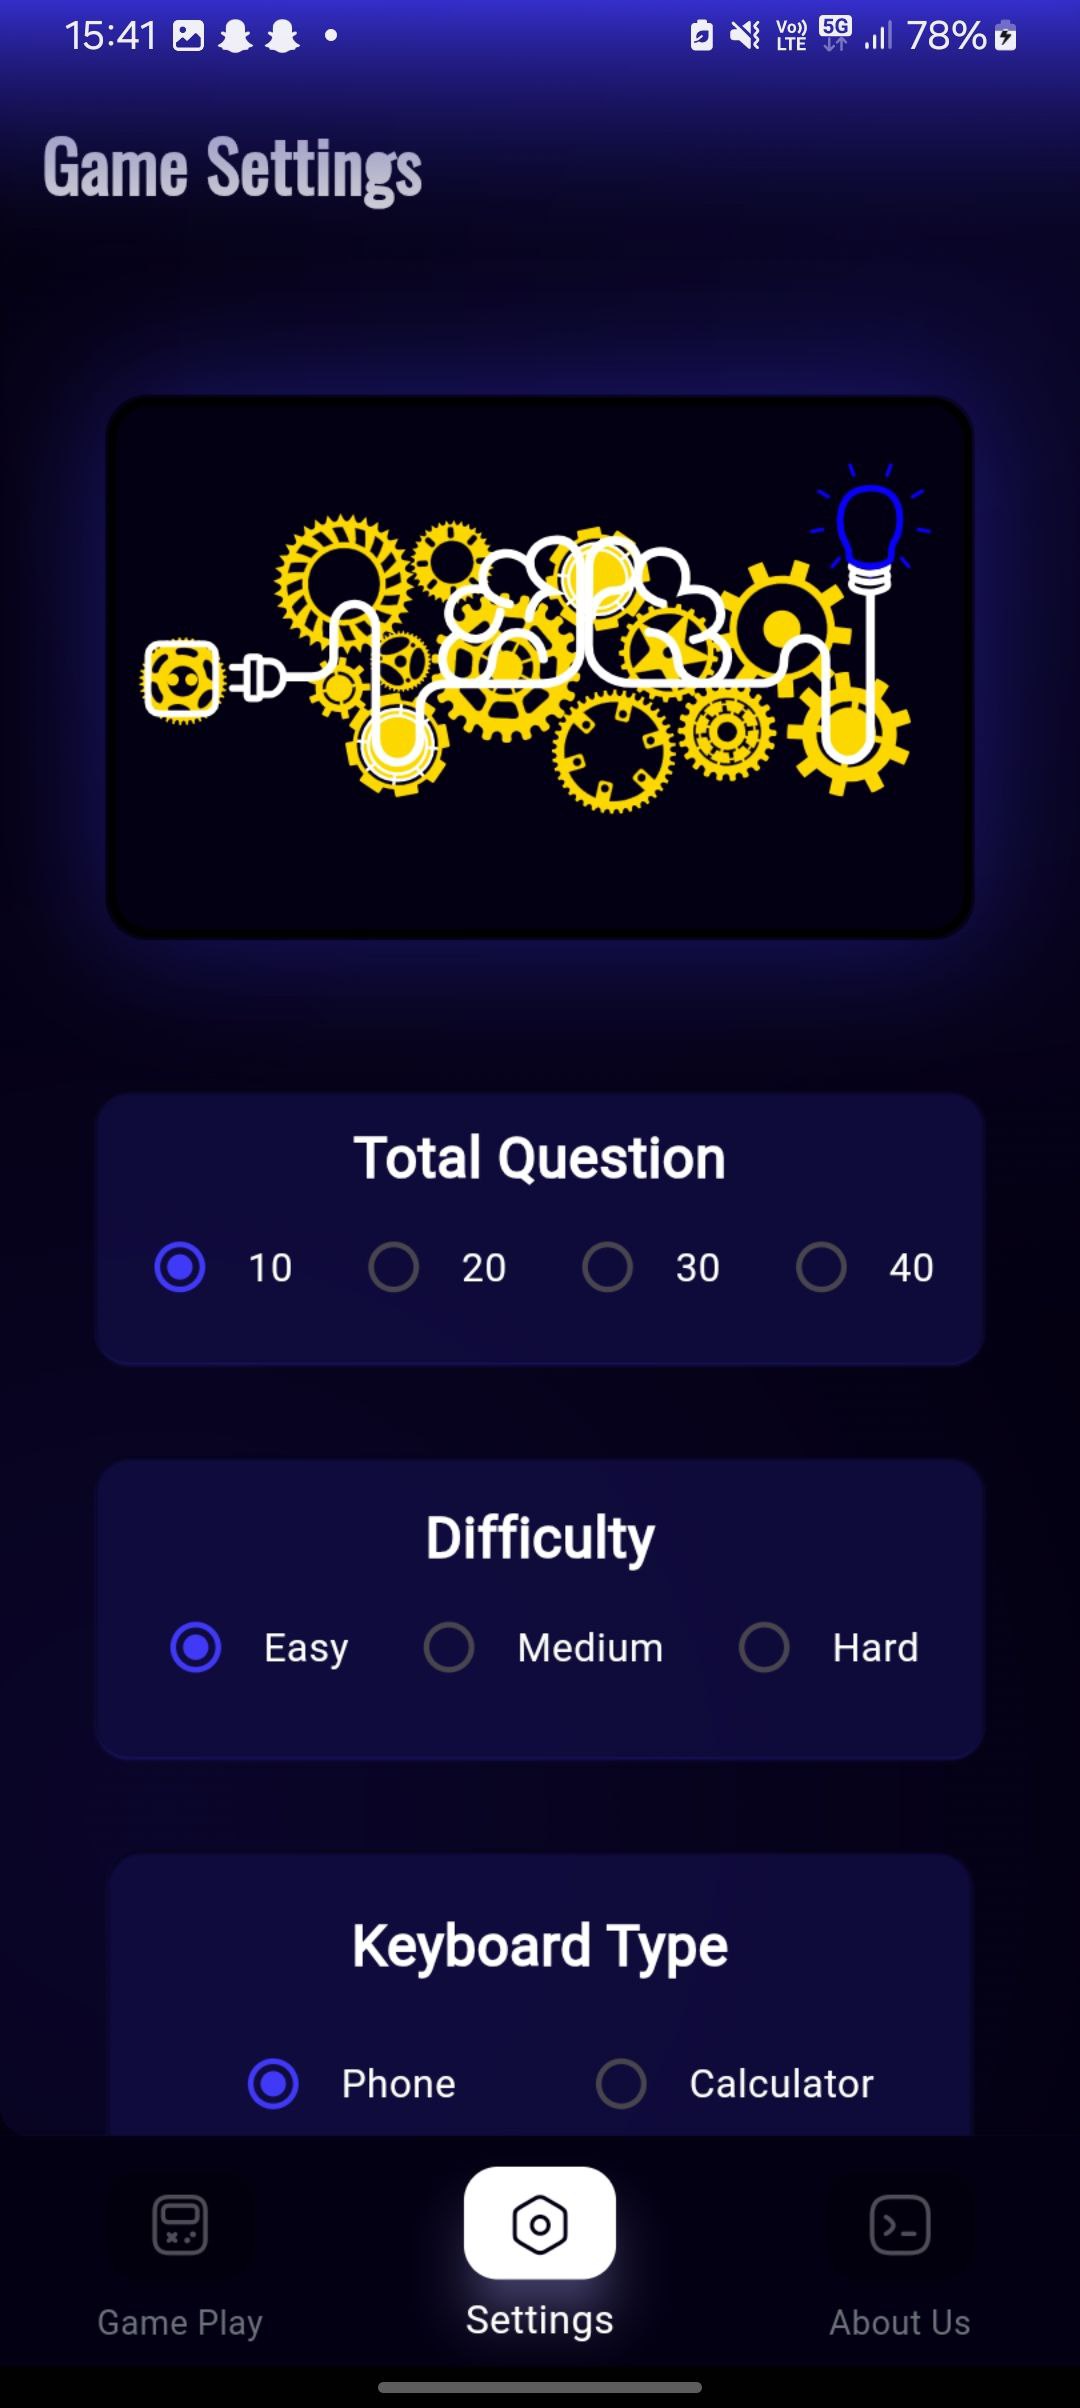 15:41 Vo)) LTE 5G 78%
Game Settings
Total Question
10 20 30 40
Difficulty
Easy Medium Hard
Keyboard Type
Phone Calculator
Game Play Settings About Us